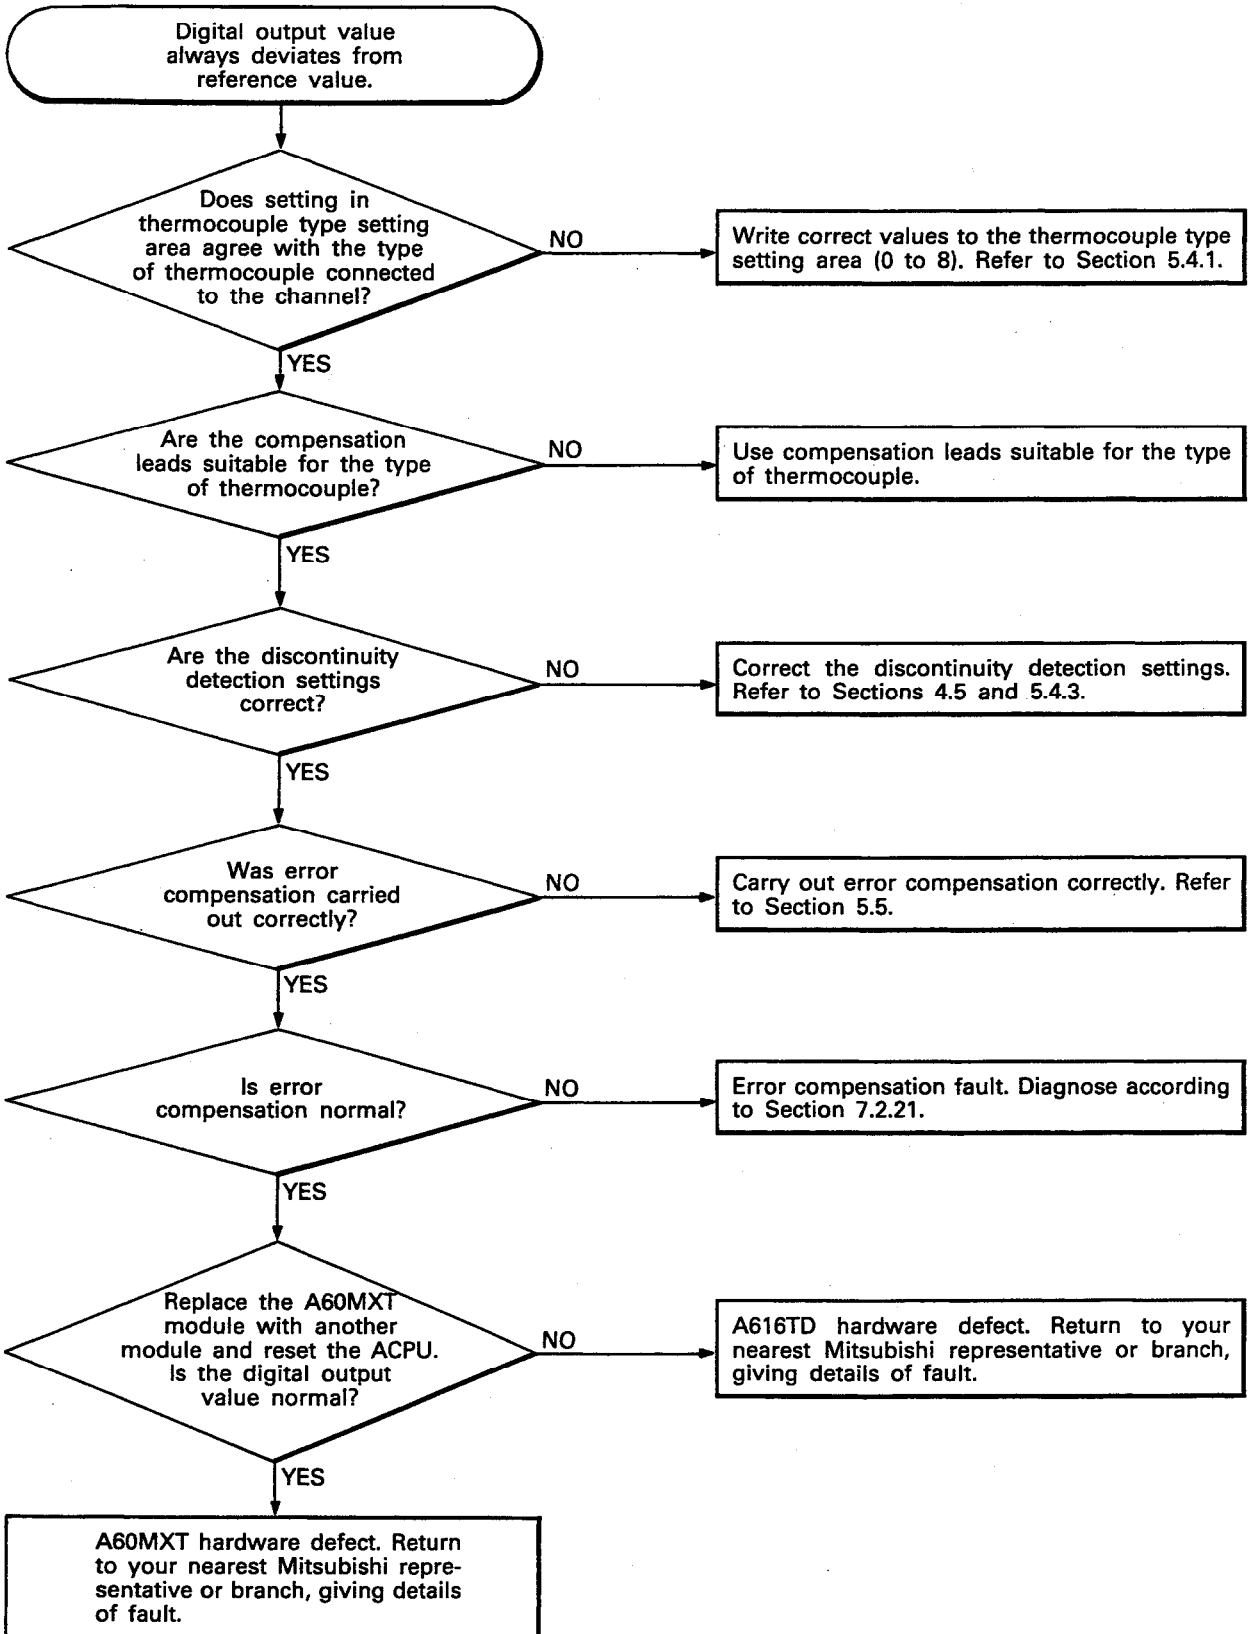 Digital output value
always deviates from
reference value.
Does setting in
thermocouple type setting
area agree with the type
of thermocouple connected
to the channel?
NO
Write correct values to the thermocouple type
setting area (0 to 8). Refer to Section 5.4.1.
YES
Are the compensation
leads suitable for the type
of thermocouple?
NO
Use compensation leads suitable for the type
of thermocouple.
YES
Are the discontinuity
detection settings
correct?
NO
Correct the discontinuity detection settings.
Refer to Sections 4.5 and 5.4.3.
YES
Was error
compensation carried
out correctly?
NO
Carry out error compensation correctly. Refer
to Section 5.5.
YES
Is error
compensation normal?
NO
Error compensation fault. Diagnose according
to Section 7.2.21.
YES
Replace the A60MXT
module with another
module and reset the ACPU.
Is the digital output
value normal?
NO
A616TD hardware defect. Return to your
nearest Mitsubishi representative or branch,
giving details of fault.
YES
A60MXT hardware defect. Return
to your nearest Mitsubishi repre-
sentative or branch, giving details
of fault.